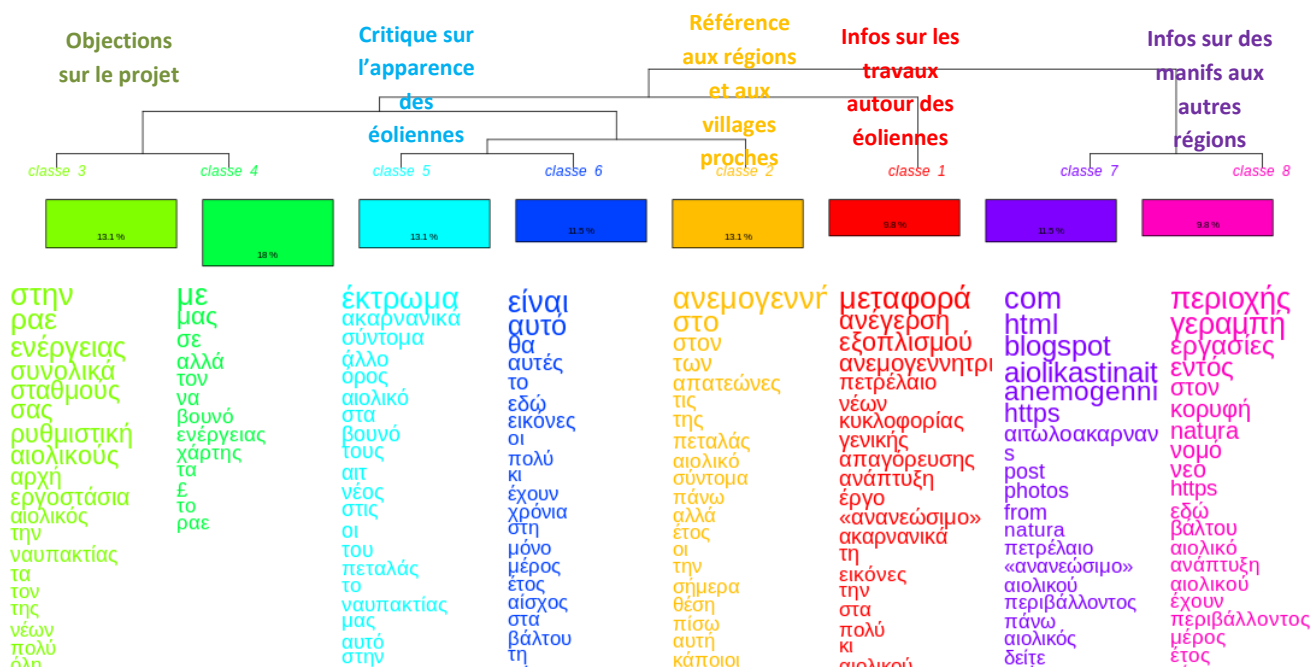 Objections
sur le projet
Critique sur
l'apparence
des
éoliennes
Référence
aux régions
et aux
villages
proches
Infos sur les
travaux
autour des
éoliennes
Infos sur des
manifs aux
autres
régions
classe 3
classe 4
classe 5
classe 6
classe 2
classe 1
classe 7
classe 8
13.1 %
18 %
13.1 %
11.5 %
13.1 %
9.8 %
11.5 %
9.8 %
στην
ραε
ενέργειας
συνολικά
σταθμούς
σας
ρυθμιστική
αιολικούς
αρχή
εργοστάσια
αιολικός
την
ναυπακτίας
τα
τον
της
νέων
πολύ
όλη
με
μας
σε
αλλά
τον
να
βουνό
ενέργειας
χάρτης
τα
£
το
ραε
έκτρωμα
ακαρνανικά
σύντομα
άλλο
όρος
αιολικό
στα
βουνό
τους
αιτ
νέος
στις
οι
του
πεταλάς
το
ναυπακτίας
μας
αυτό
στην
είναι
αυτό
θα
αυτές
το
εδώ
εικόνες
οι
πολύ
κι
έχουν
χρόνια
στη
μόνο
μέρος
έτος
αίσχος
στα
βάλτου
τη
ανεμογεννή
στο
στον
των
απατεώνες
τις
της
πεταλάς
αιολικό
σύντομα
πάνω
αλλά
έτος
οι
την
σήμερα
θέση
πίσω
αυτή
κάποιοι
μεταφορά
ανέγερση
εξοπλισμού
ανεμογεννητρι
πετρέλαιο
νέων
κυκλοφορίας
γενικής
απαγόρευσης
ανάπτυξη
έργο
«ανανεώσιμο»
ακαρνανικά
τη
εικόνες
την
στα
πολύ
κι
αιολικού
com
html
blogspot
aiolikastinait
anemogenni
https
αιτωλοακαρναν
s
post
photos
from
natura
πετρέλαιο
«ανανεώσιμο»
αιολικού
περιβάλλοντος
πάνω
αιολικός
δείτε
περιοχής
γεραμπή
εργασίες
εντός
στον
κορυφή
natura
νομό
νεο
https
εδώ
βάλτου
αιολικό
ανάπτυξη
αιολικού
έχουν
περιβάλλοντος
μέρος
έτος